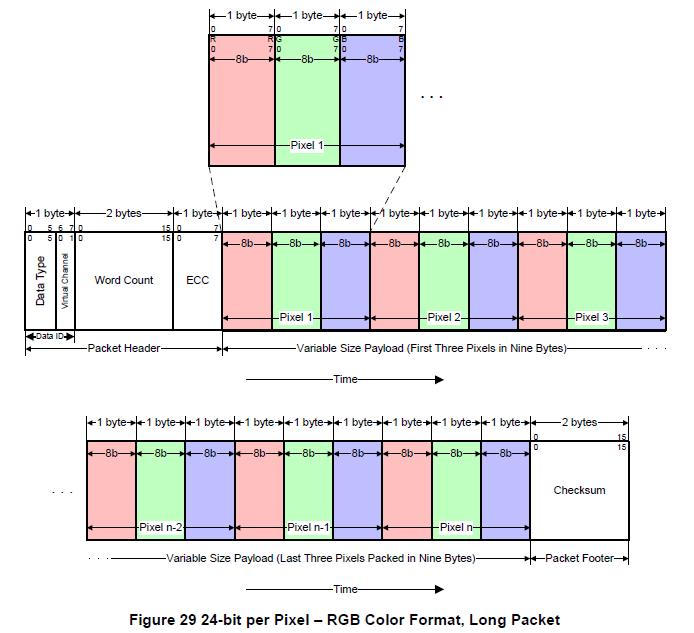 1 byte 1 byte 1 byte
0 7 0 7 0 7
R R G G B B
0 7 0 7 0 7
8b 8b 8b
. . .
Pixel 1
1 byte 2 bytes 1 byte 1 byte 1 byte 1 byte 1 byte 1 byte 1 byte 1 byte 1 byte 1 byte
0 5 6 7 0 15 0 7
0 5 0 1 0 15 0 7
8b 8b 8b 8b 8b 8b 8b 8b 8b
Data Type
Virtual Channel
Word Count
ECC
Pixel 1 Pixel 2 Pixel 3
Data ID
Packet Header Variable Size Payload (First Three Pixels in Nine Bytes) . . .
Time
1 byte 1 byte 1 byte 1 byte 1 byte 1 byte 1 byte 1 byte 1 byte 2 bytes
0 15
0 15
8b 8b 8b 8b 8b 8b 8b 8b 8b
. . . Checksum
Pixel n-2 Pixel n-1 Pixel n
. . . Variable Size Payload (Last Three Pixels Packed in Nine Bytes) Packet Footer
Time
Figure 29 24-bit per Pixel – RGB Color Format, Long Packet